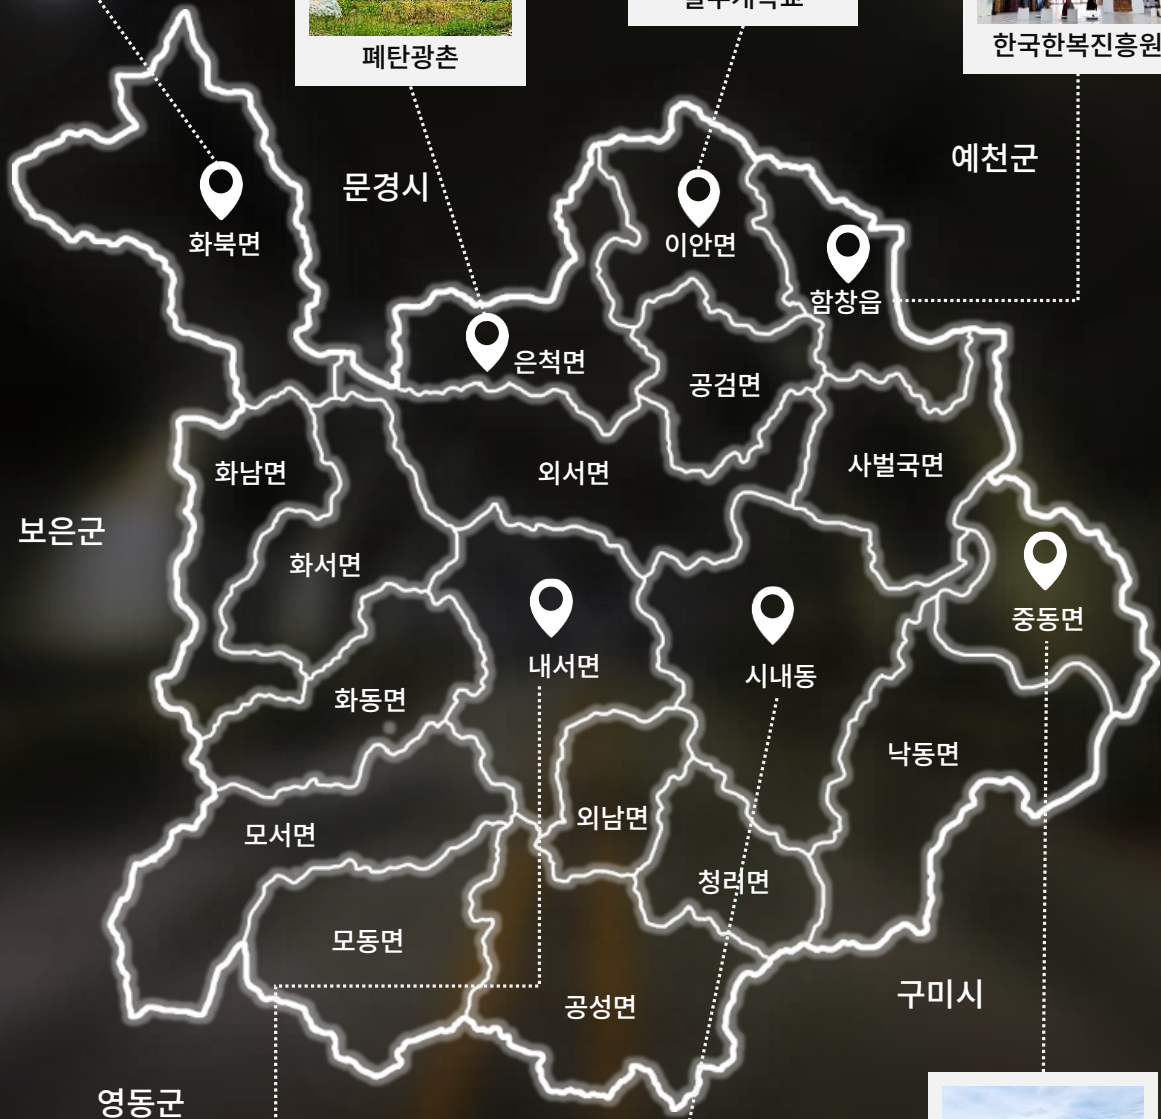 폐탄광촌
한국한복진흥원
예천군
문경시
화북면
이안면
함창읍
은척면
공검면
화남면
외서면
사벌국면
보은군
화서면
중동면
내서면
시내동
화동면
낙동면
외남면
모서면
청리면
모동면
구미시
공성면
영동군